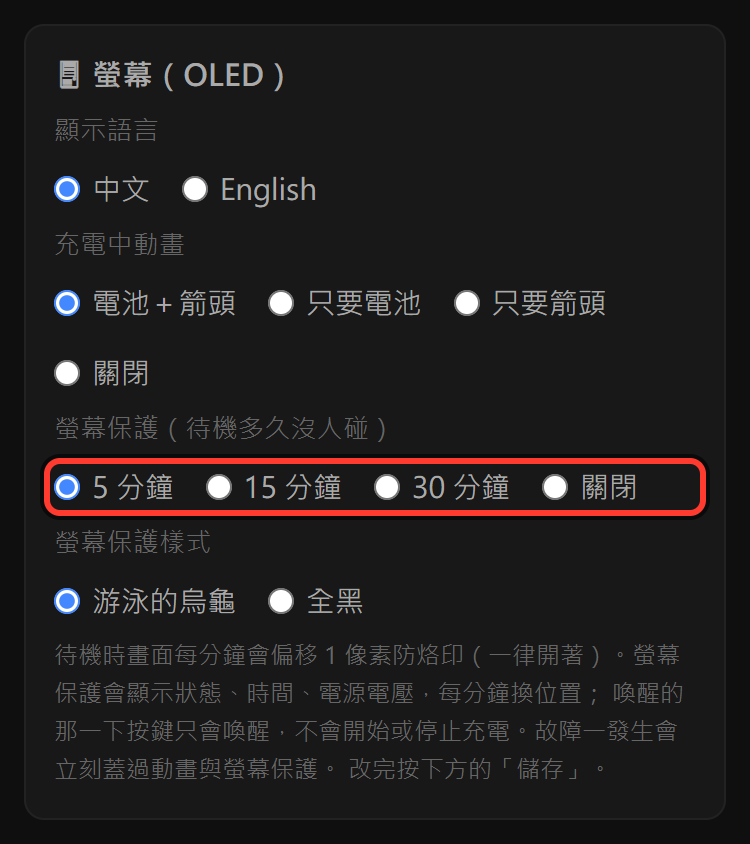 螢幕（OLED）
顯示語言
中文 English
充電中動畫
電池＋箭頭 只要電池 只要箭頭
關閉
螢幕保護（待機多久沒人碰）
5 分鐘 15 分鐘 30 分鐘 關閉
螢幕保護樣式
游泳的烏龜 全黑
待機時畫面每分鐘會偏移 1 像素防烙印（一律開著）。螢幕
保護會顯示狀態、時間、電源電壓，每分鐘換位置； 喚醒的
那一下按鍵只會喚醒，不會開始或停止充電。故障一發生會
立刻蓋過動畫與螢幕保護。 改完按下方的「儲存」。